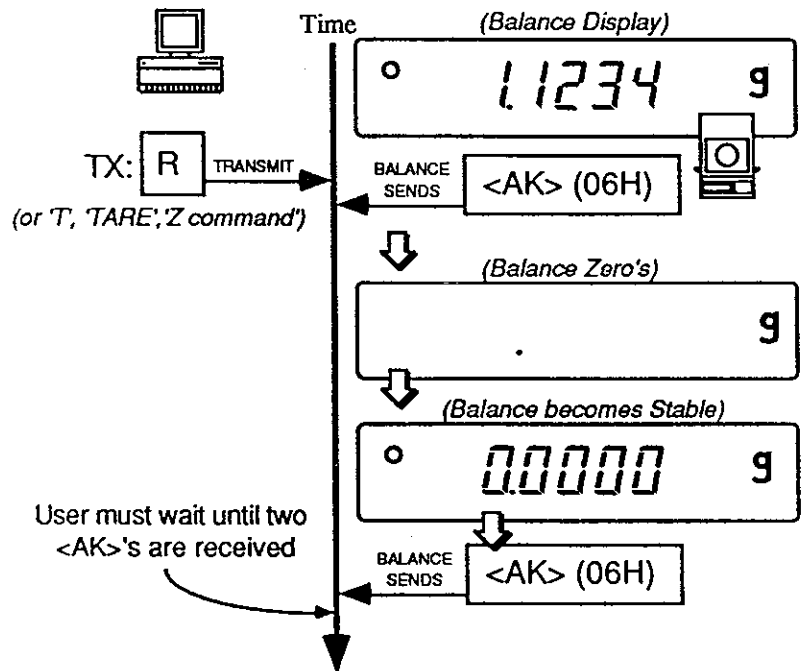 Time
(Balance Display)
1.1234 g
TX: R TRANSMIT
BALANCE
SENDS
<AK> (06H)
(or 'T', 'TARE','Z command')
(Balance Zero's)
g
(Balance becomes Stable)
0.0000 g
User must wait until two
<AK>'s are received
BALANCE
SENDS
<AK> (06H)